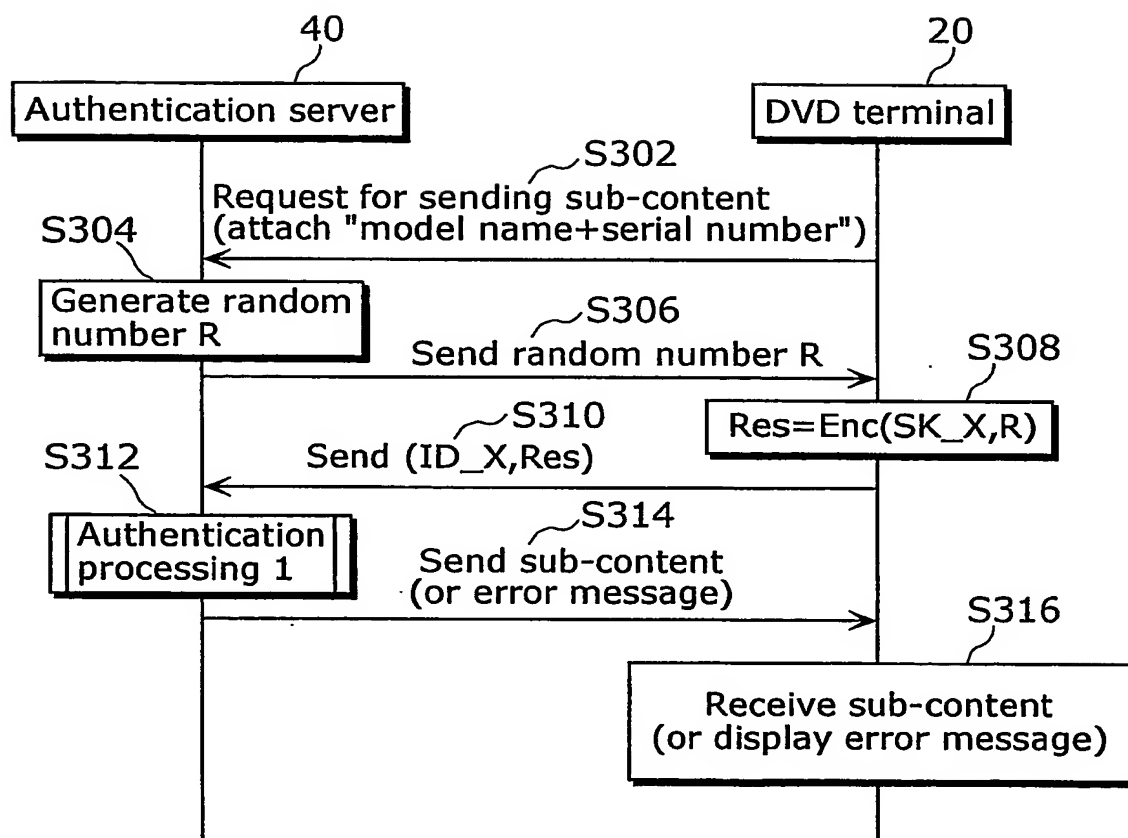 40
20
Authentication server
DVD terminal
S302
Request for sending sub-content
(attach "model name+serial number")
S304
Generate random
number R
S306
Send random number R
S308
Res=Enc(SK_X,R)
S310
Send (ID_X,Res)
S312
Authentication
processing 1
S314
Send sub-content
(or error message)
S316
Receive sub-content
(or display error message)